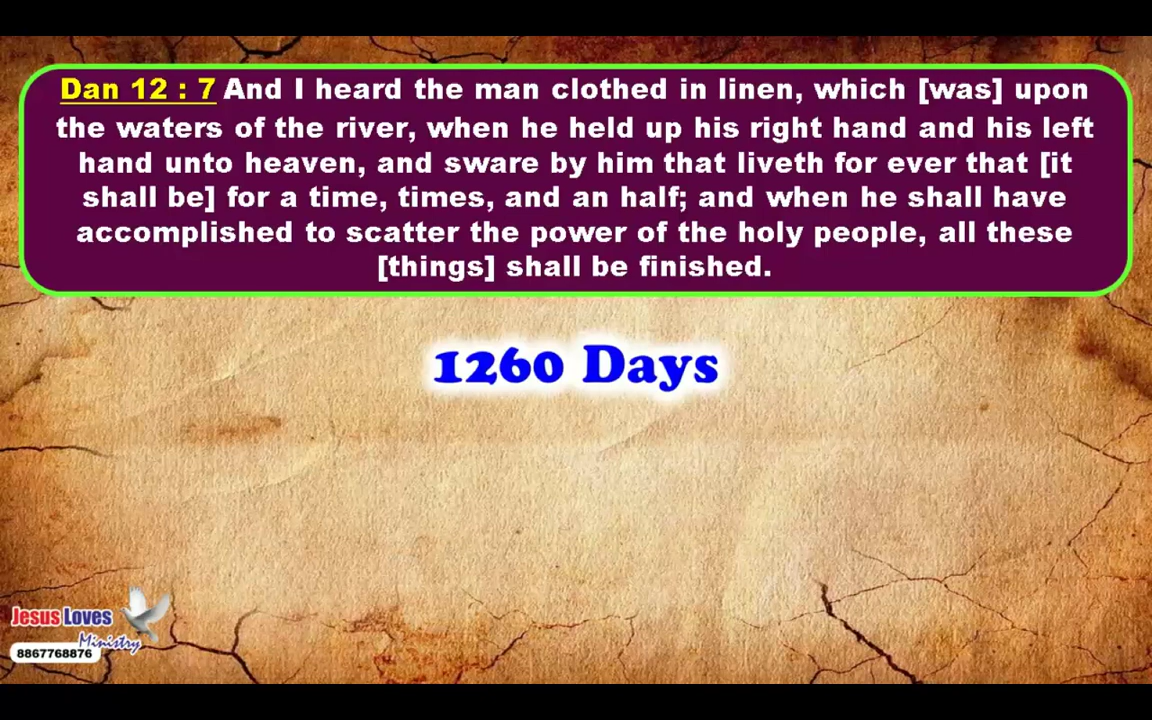 Dan 12 : 7 And I heard the man clothed in linen, which [was] upon
the waters of the river, when he held up his right hand and his left
hand unto heaven, and sware by him that liveth for ever that [it
shall be] for a time, times, and an half; and when he shall have
accomplished to scatter the power of the holy people, all these
[things] shall be finished.
1260 Days
Jesus Loves
Ministry
8867768876